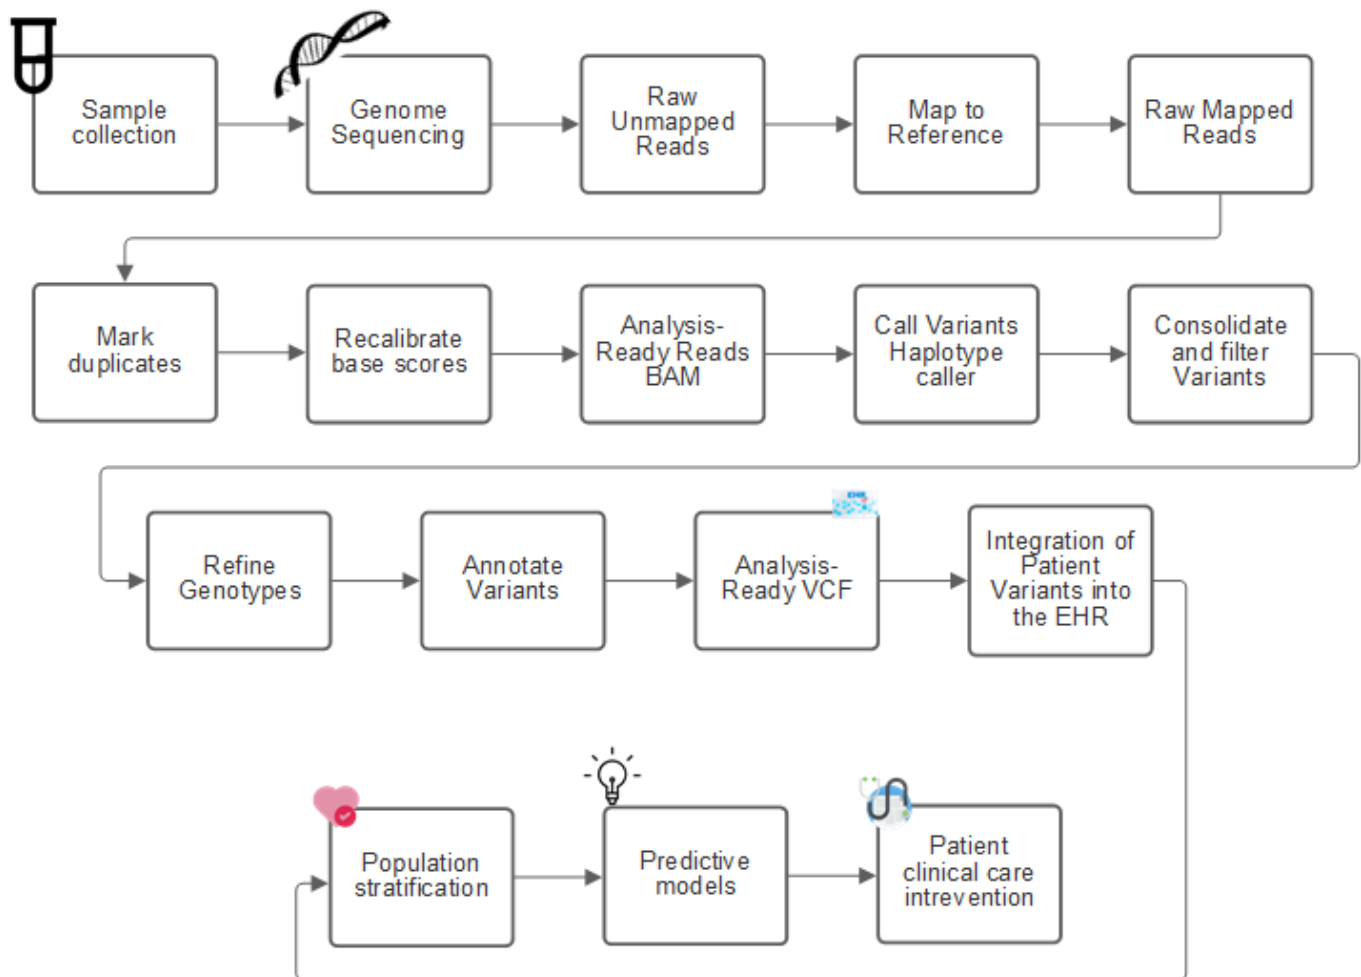 Sample
collection
Genome
Sequencing
Raw
Unmapped
Reads
Map to
Reference
Raw Mapped
Reads
Mark
duplicates
Recalibrate
base scores
Analysis-
Ready Reads
BAM
Call Variants
Haplotype
caller
Consolidate
and filter
Variants
Refine
Genotypes
Annotate
Variants
EHR
Analysis-
Ready VCF
Integration of
Patient
Variants into
the EHR
Population
stratification
Predictive
models
Patient
clinical care
intrevention